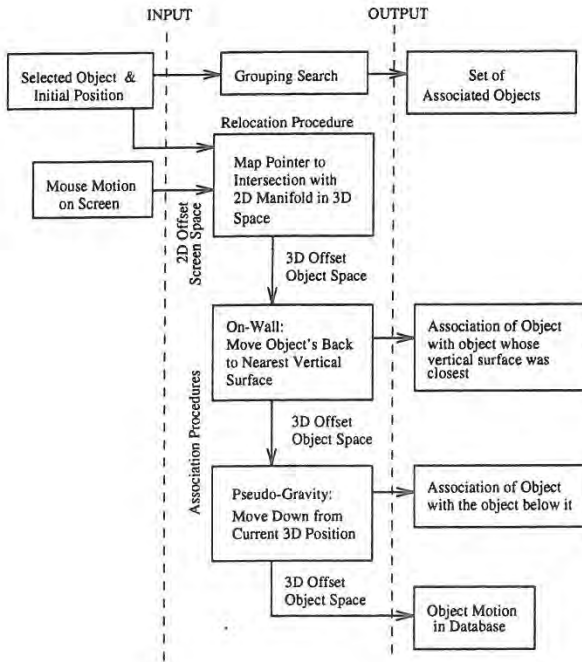 INPUT
OUTPUT
Selected Object &
Initial Position
Grouping Search
Set of
Associated Objects
Relocation Procedure
Mouse Motion
on Screen
Map Pointer to
Intersection with
2D Manifold in 3D
Space
2D Offset
Screen Space
3D Offset
Object Space
On-Wall:
Move Object's Back
to Nearest Vertical
Surface
Association of Object
with object whose
vertical surface was
closest
3D Offset
Object Space
Association Procedures
Pseudo-Gravity:
Move Down from
Current 3D Position
Association of Object
with the object below it
3D Offset
Object Space
Object Motion
in Database